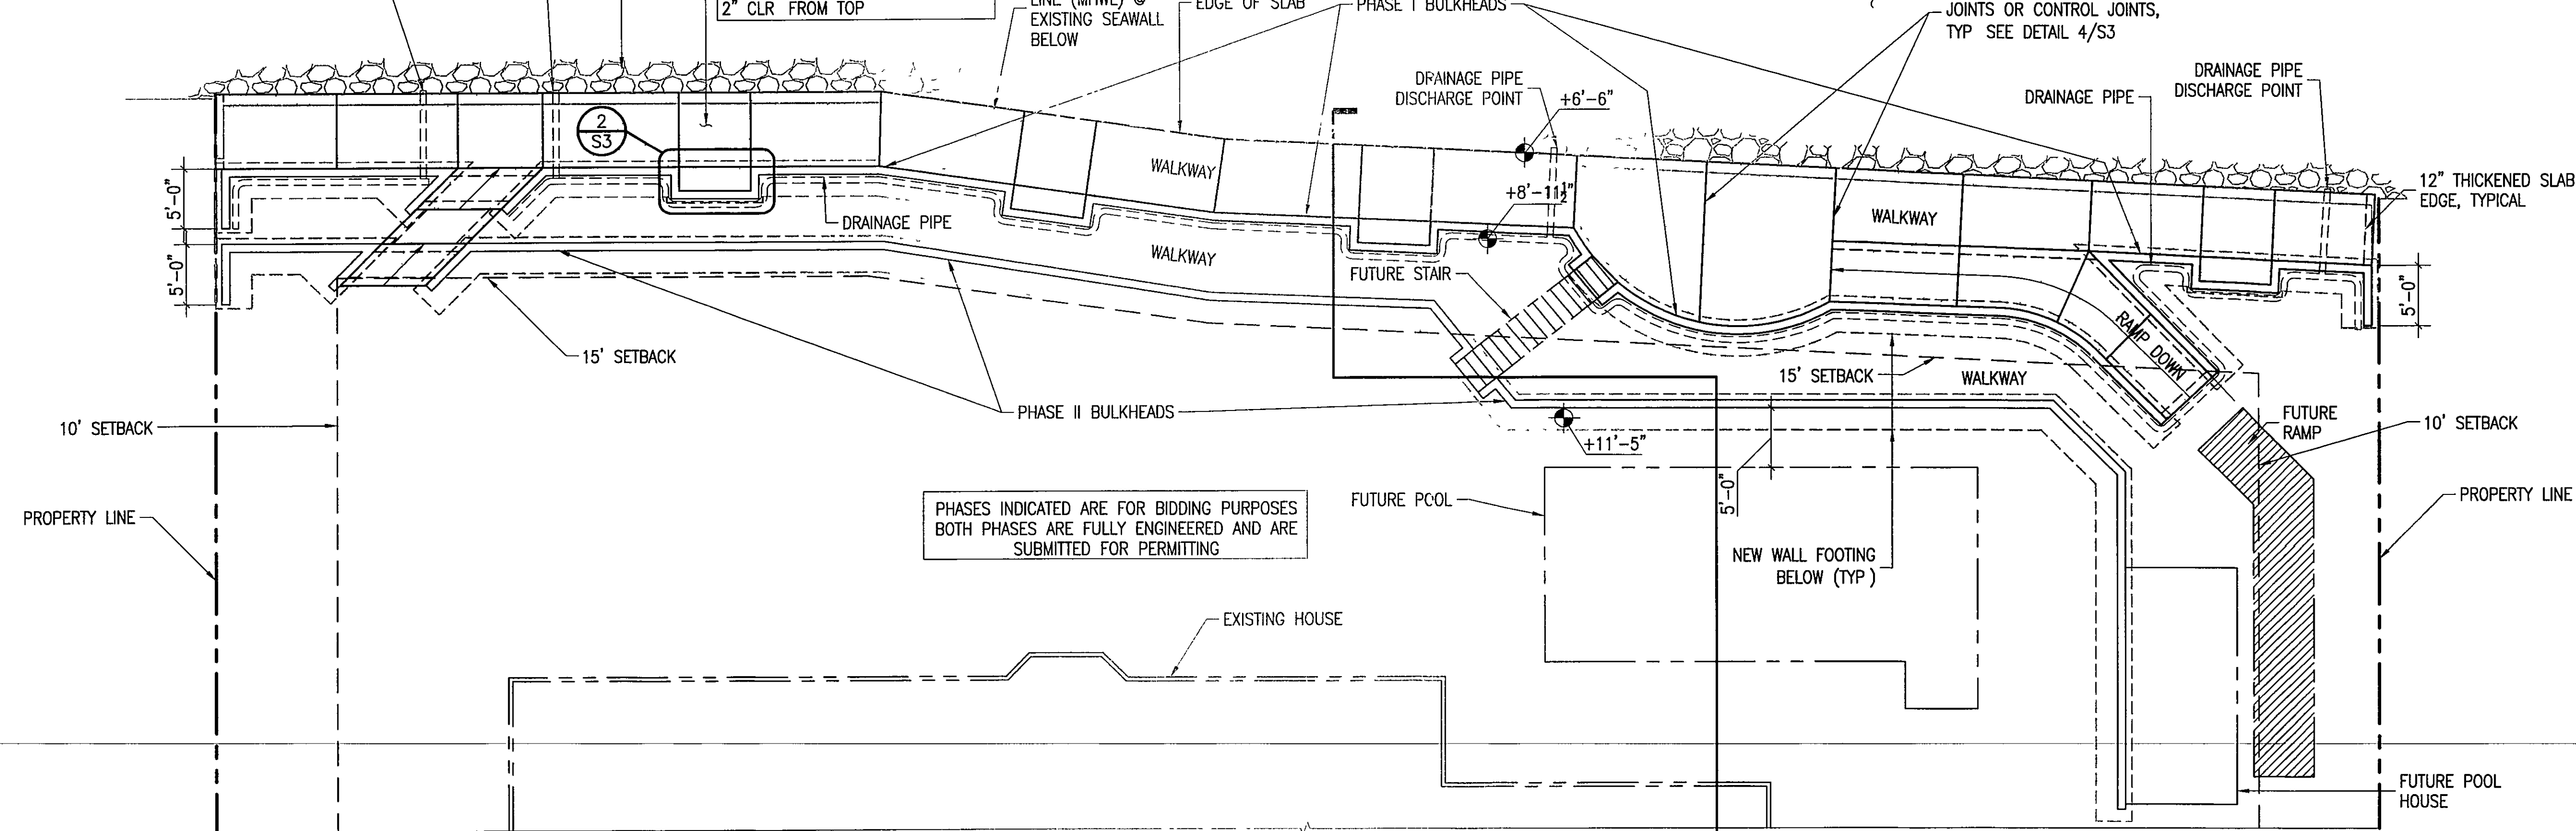 2" CLR FROM TOP
LINE (MHWL) @
EXISTING SEAWALL
BELOW
EDGE OF SLAB
PHASE I BULKHEADS
JOINTS OR CONTROL JOINTS,
TYP SEE DETAIL 4/S3
DRAINAGE PIPE
DISCHARGE POINT
+6'-6"
DRAINAGE PIPE
DRAINAGE PIPE
DISCHARGE POINT
2
S3
WALKWAY
+8'-11½"
WALKWAY
12" THICKENED SLAB
EDGE, TYPICAL
5'-0"
DRAINAGE PIPE
WALKWAY
FUTURE STAIR
5'-0"
5'-0"
RAMP DOWN
15' SETBACK
15' SETBACK
WALKWAY
PHASE II BULKHEADS
10' SETBACK
+11'-5"
FUTURE
RAMP
10' SETBACK
PROPERTY LINE
PHASES INDICATED ARE FOR BIDDING PURPOSES
BOTH PHASES ARE FULLY ENGINEERED AND ARE
SUBMITTED FOR PERMITTING
FUTURE POOL
5'-0"
PROPERTY LINE
NEW WALL FOOTING
BELOW (TYP )
EXISTING HOUSE
FUTURE POOL
HOUSE